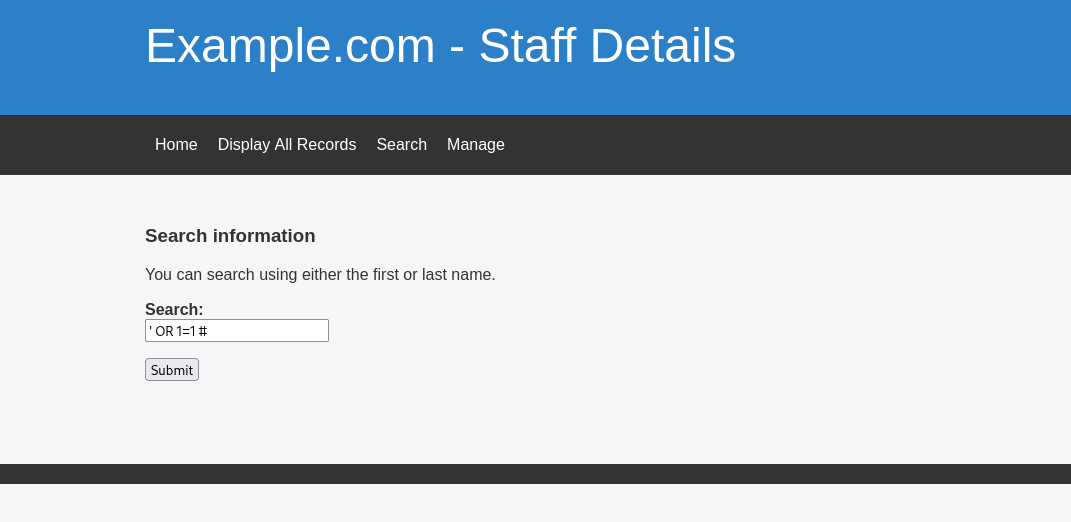 Example.com - Staff Details
Home Display All Records Search Manage
Search information
You can search using either the first or last name.
Search:
' OR 1=1 #
Submit